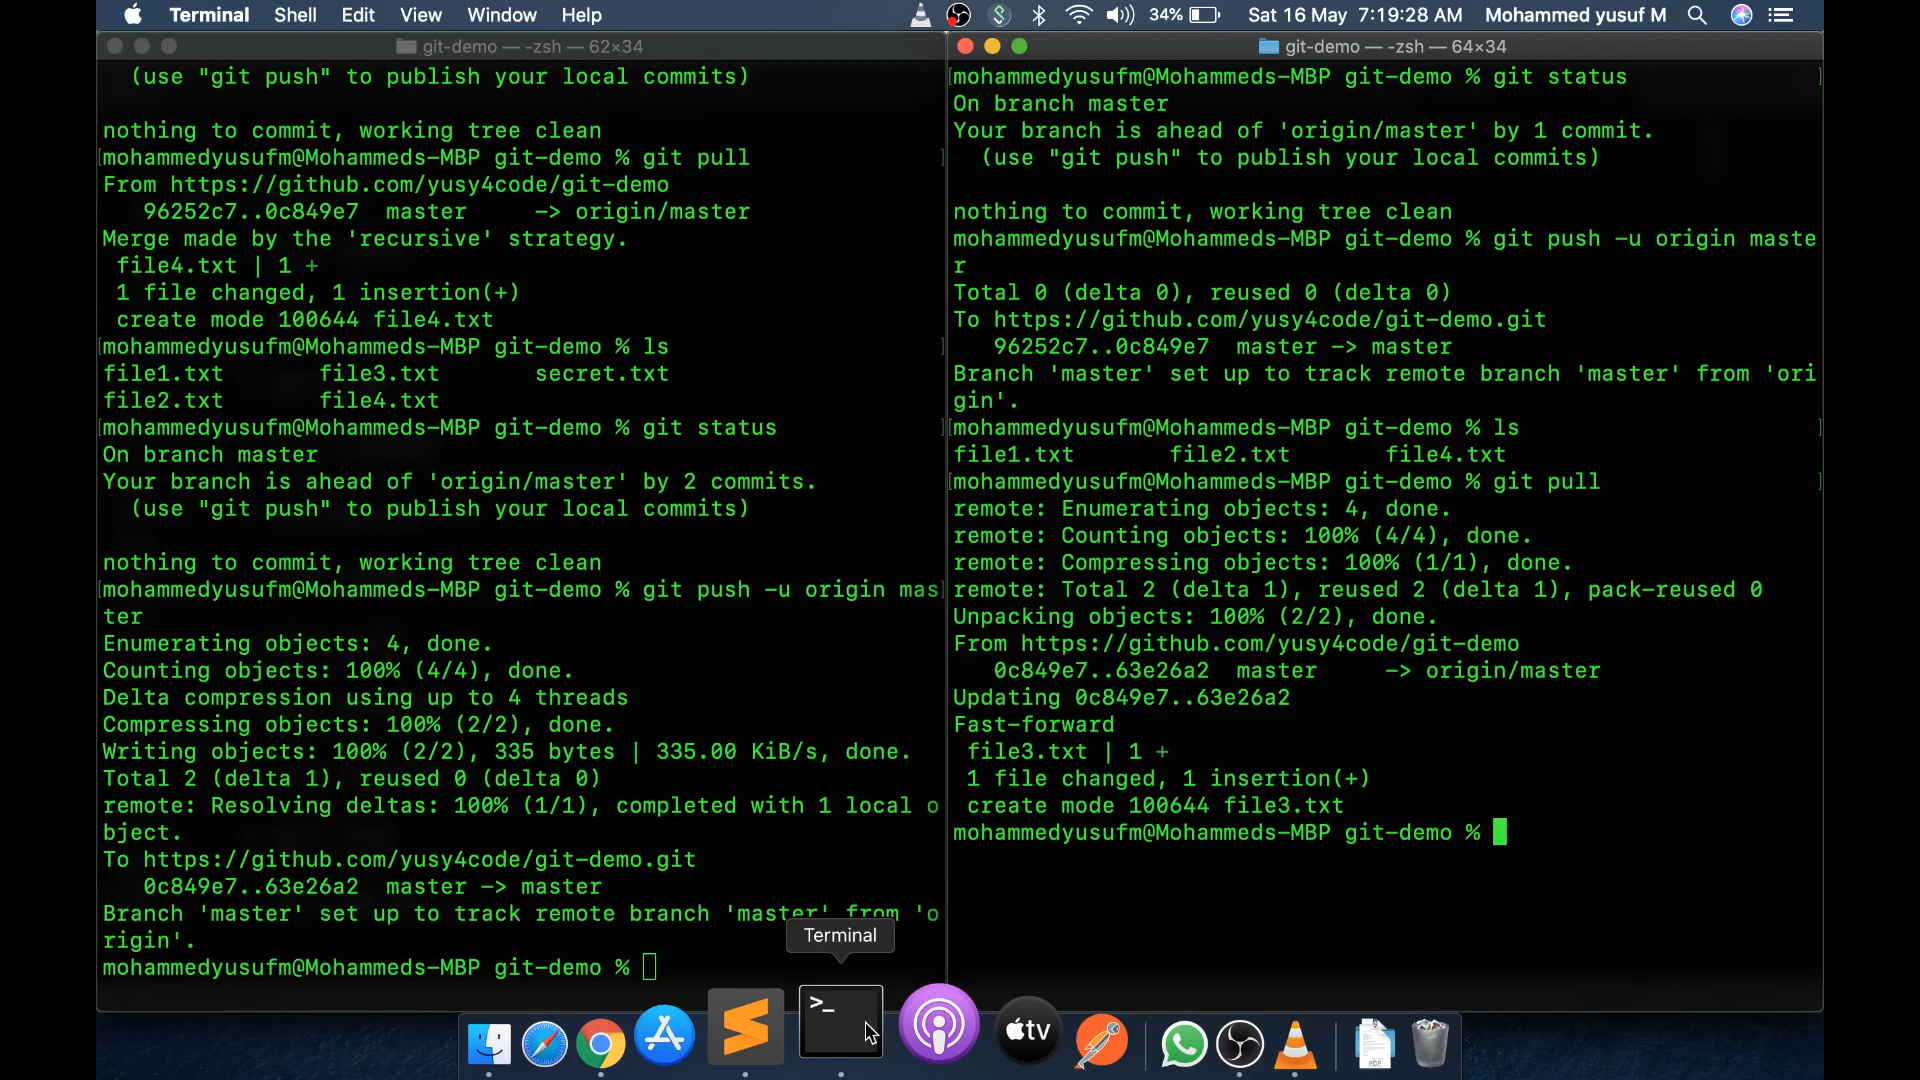 Terminal Shell Edit View Window Help 34% Sat 16 May 7:19:28 AM Mohammed yusuf M
git-demo — -zsh — 62×34
(use "git push" to publish your local commits)
nothing to commit, working tree clean
[mohammedyusufm@Mohammeds-MBP git-demo % git pull ]
From https://github.com/yusy4code/git-demo
96252c7..0c849e7 master -> origin/master
Merge made by the 'recursive' strategy.
file4.txt | 1 +
1 file changed, 1 insertion(+)
create mode 100644 file4.txt
[mohammedyusufm@Mohammeds-MBP git-demo % ls ]
file1.txt file3.txt secret.txt
file2.txt file4.txt
[mohammedyusufm@Mohammeds-MBP git-demo % git status ]
On branch master
Your branch is ahead of 'origin/master' by 2 commits.
(use "git push" to publish your local commits)
nothing to commit, working tree clean
[mohammedyusufm@Mohammeds-MBP git-demo % git push -u origin mas]
ter
Enumerating objects: 4, done.
Counting objects: 100% (4/4), done.
Delta compression using up to 4 threads
Compressing objects: 100% (2/2), done.
Writing objects: 100% (2/2), 335 bytes | 335.00 KiB/s, done.
Total 2 (delta 1), reused 0 (delta 0)
remote: Resolving deltas: 100% (1/1), completed with 1 local o
bject.
To https://github.com/yusy4code/git-demo.git
0c849e7..63e26a2 master -> master
Branch 'master' set up to track remote branch 'master' from 'o
rigin'.
mohammedyusufm@Mohammeds-MBP git-demo %
git-demo — -zsh — 64×34
[mohammedyusufm@Mohammeds-MBP git-demo % git status ]
On branch master
Your branch is ahead of 'origin/master' by 1 commit.
(use "git push" to publish your local commits)
nothing to commit, working tree clean
mohammedyusufm@Mohammeds-MBP git-demo % git push -u origin maste
r
Total 0 (delta 0), reused 0 (delta 0)
To https://github.com/yusy4code/git-demo.git
96252c7..0c849e7 master -> master
Branch 'master' set up to track remote branch 'master' from 'ori
gin'.
[mohammedyusufm@Mohammeds-MBP git-demo % ls ]
file1.txt file2.txt file4.txt
[mohammedyusufm@Mohammeds-MBP git-demo % git pull ]
remote: Enumerating objects: 4, done.
remote: Counting objects: 100% (4/4), done.
remote: Compressing objects: 100% (1/1), done.
remote: Total 2 (delta 1), reused 2 (delta 1), pack-reused 0
Unpacking objects: 100% (2/2), done.
From https://github.com/yusy4code/git-demo
0c849e7..63e26a2 master -> origin/master
Updating 0c849e7..63e26a2
Fast-forward
file3.txt | 1 +
1 file changed, 1 insertion(+)
create mode 100644 file3.txt
mohammedyusufm@Mohammeds-MBP git-demo %
Terminal
>_
tv
PDF